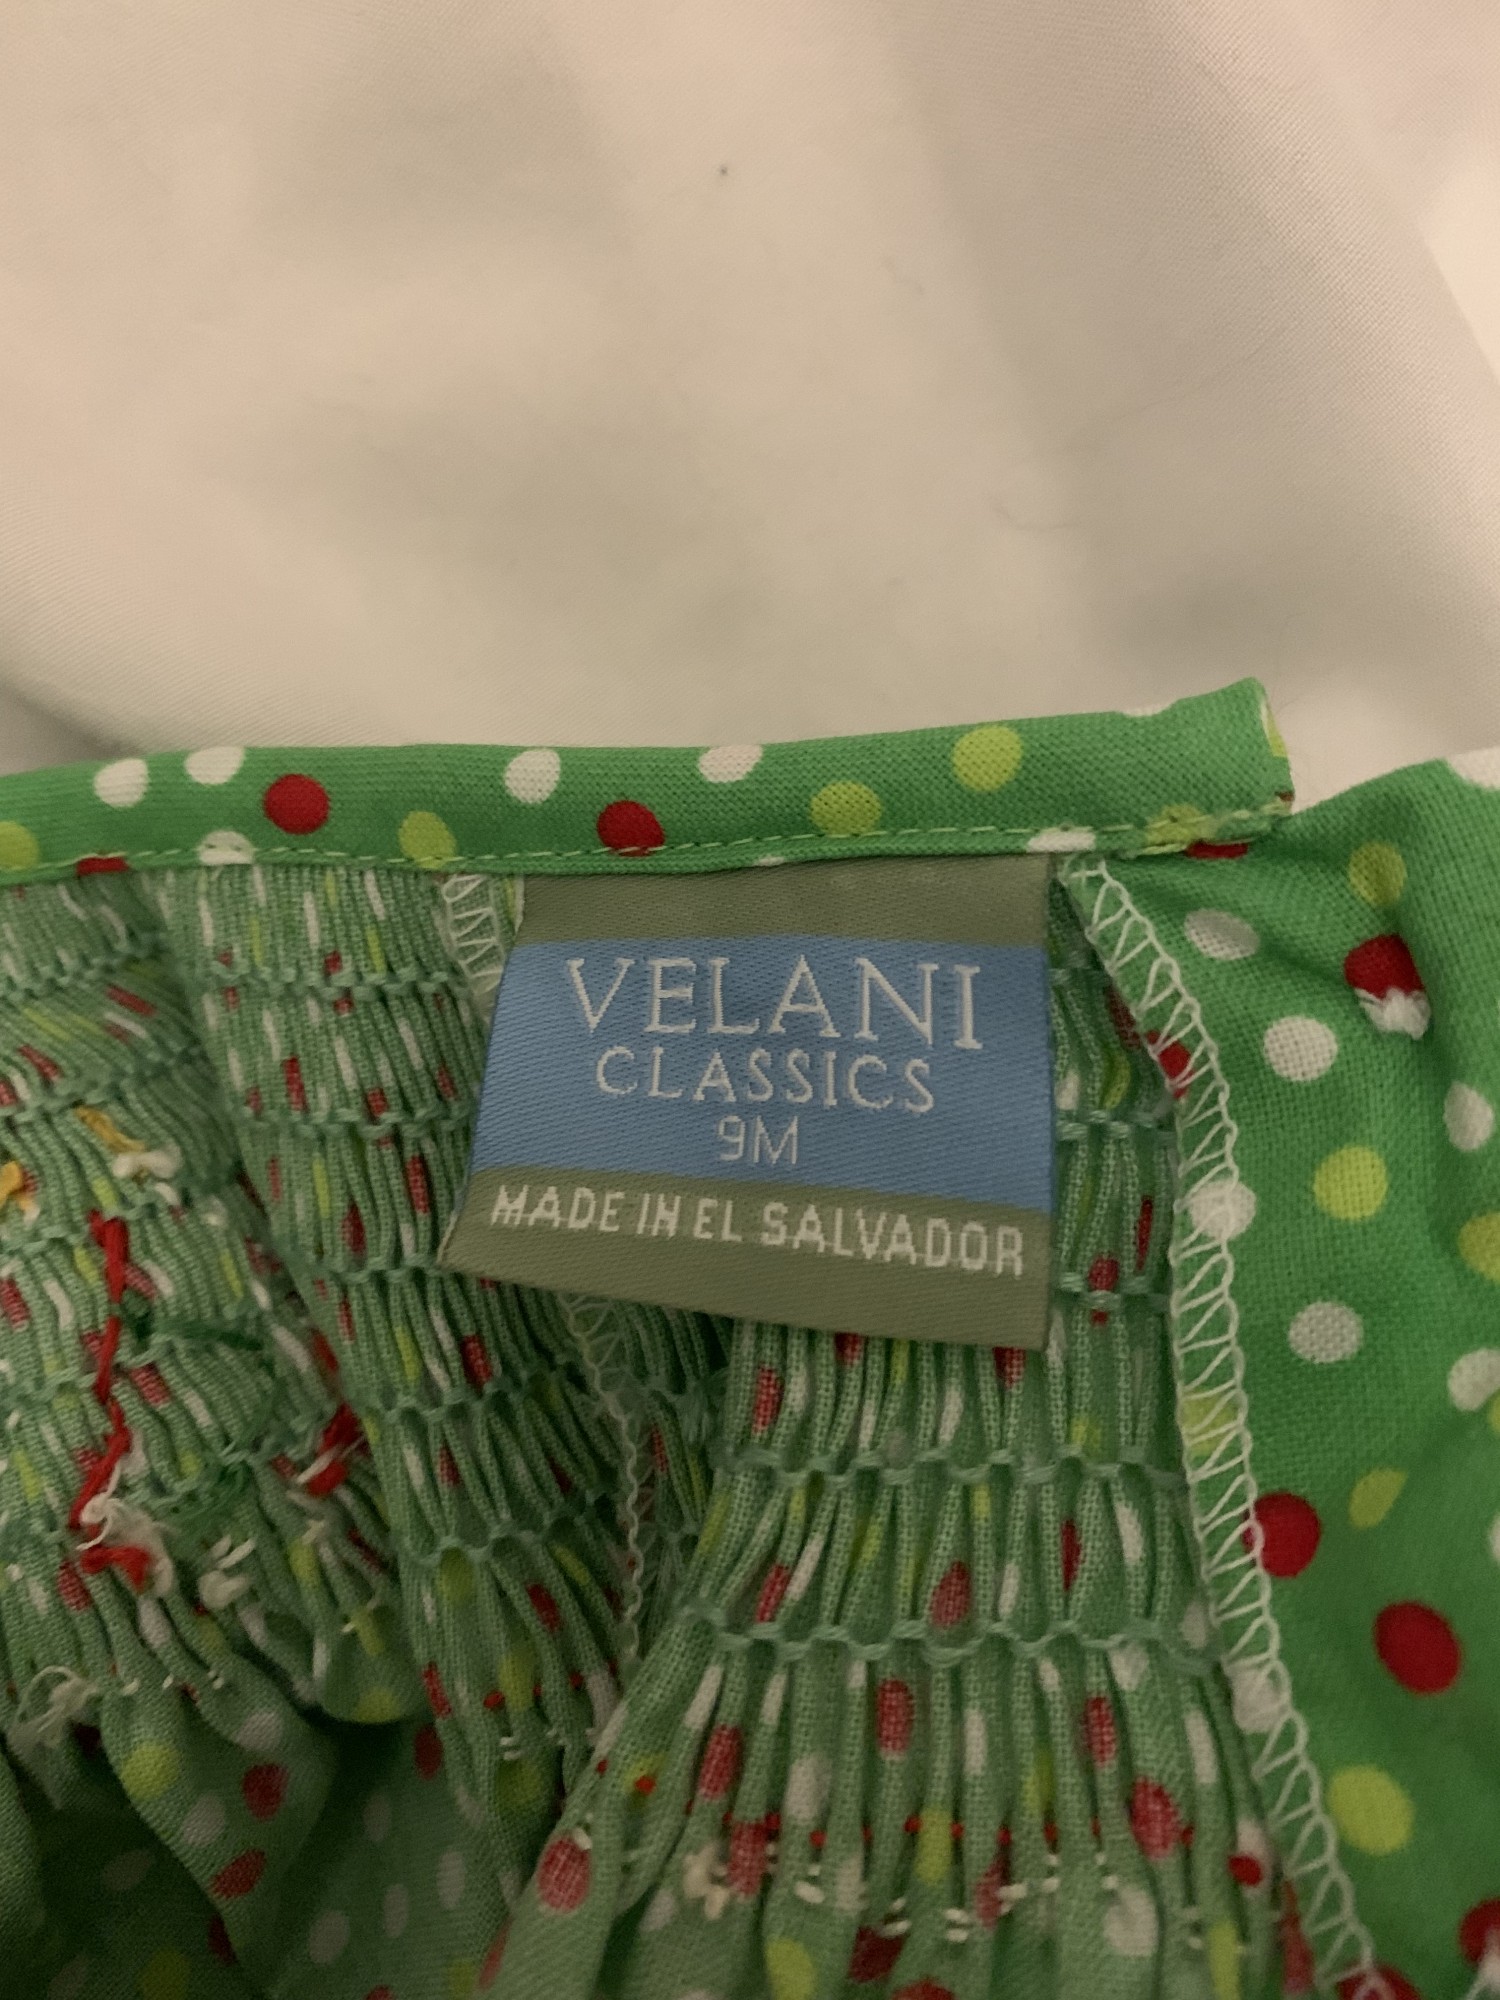 VELANI
CLASSICS
9M
MADE IN EL SALVADOR